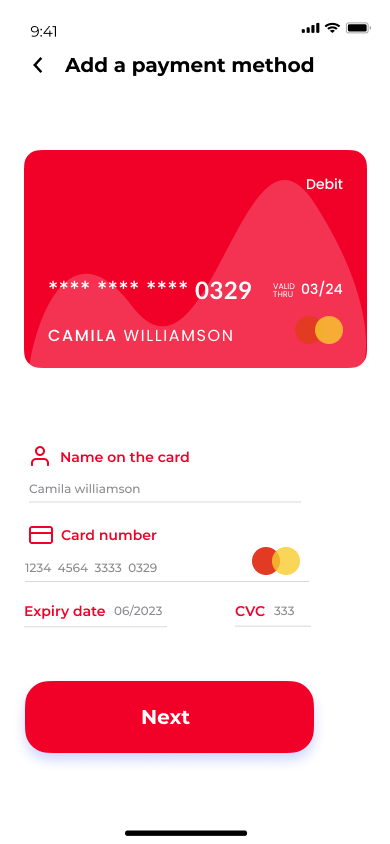 9:41
Add a payment method
Debit
**** **** **** 0329 VALID THRU 03/24
CAMILA WILLIAMSON
Name on the card
Camila williamson
Card number
1234 4564 3333 0329
Expiry date 06/2023 CVC 333
Next